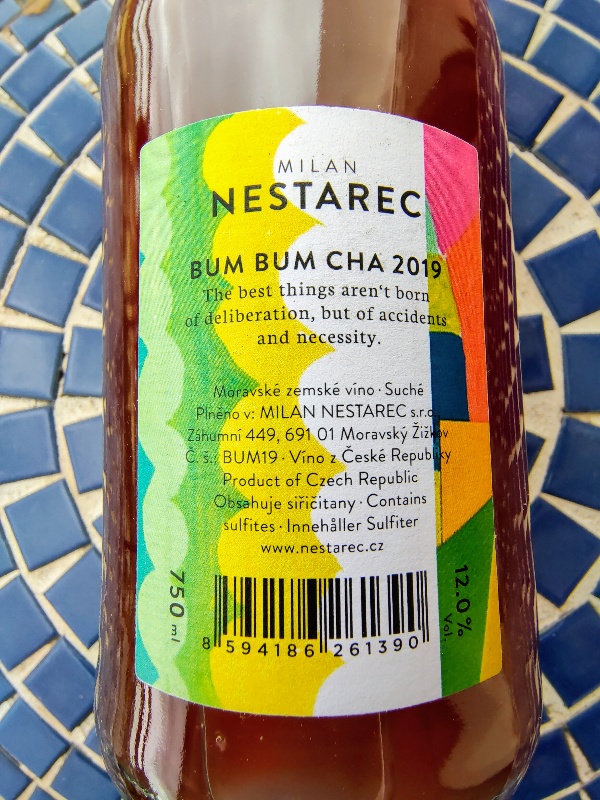 MILAN
NESTAREC
BUM BUM CHA 2019
The best things aren't born
of deliberation, but of accidents
and necessity.
Moravské zemské víno · Suché
Plněno v: MILAN NESTAREC s.r.o.
Záhumní 449, 691 01 Moravský Žižkov
Č. š.: BUM19 · Víno z České Republiky
Product of Czech Republic
Obsahuje siřičitany · Contains
sulfites · Innehåller Sulfiter
www.nestarec.cz
750 ml
12.0% Vol.
8 594186 261390